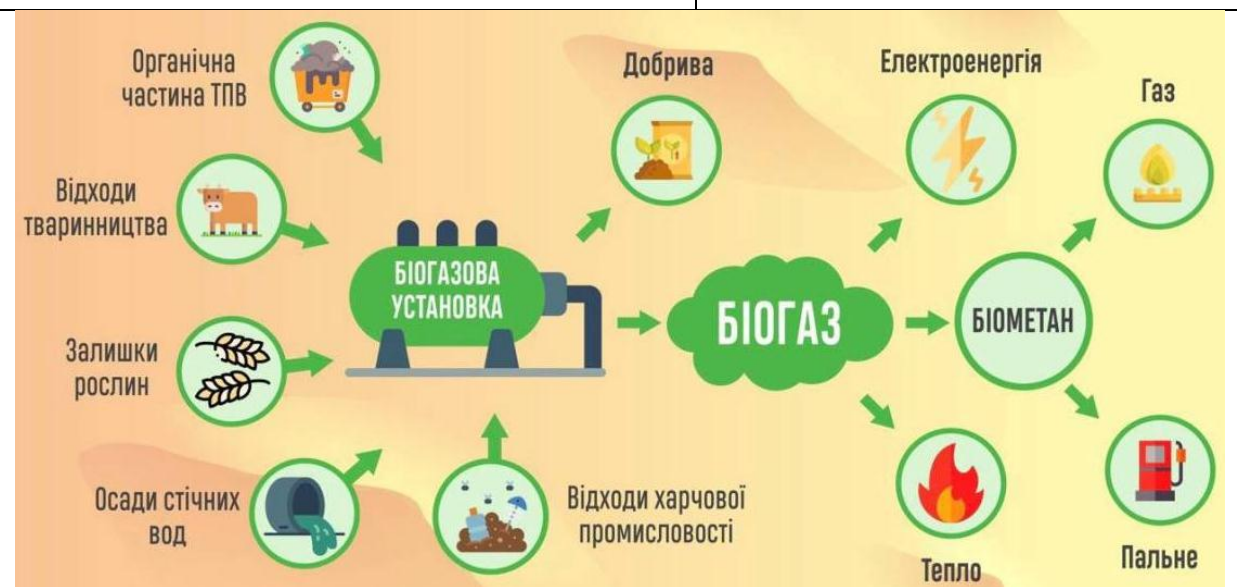 Органічна
частина ТПВ
Відходи
тваринництва
Залишки
рослин
Осади стічних
вод
Відходи харчової
промисловості
БІОГАЗОВА
УСТАНОВКА
Добрива
БІОГАЗ
Електроенергія
БІОМЕТАН
Газ
Тепло
Пальне